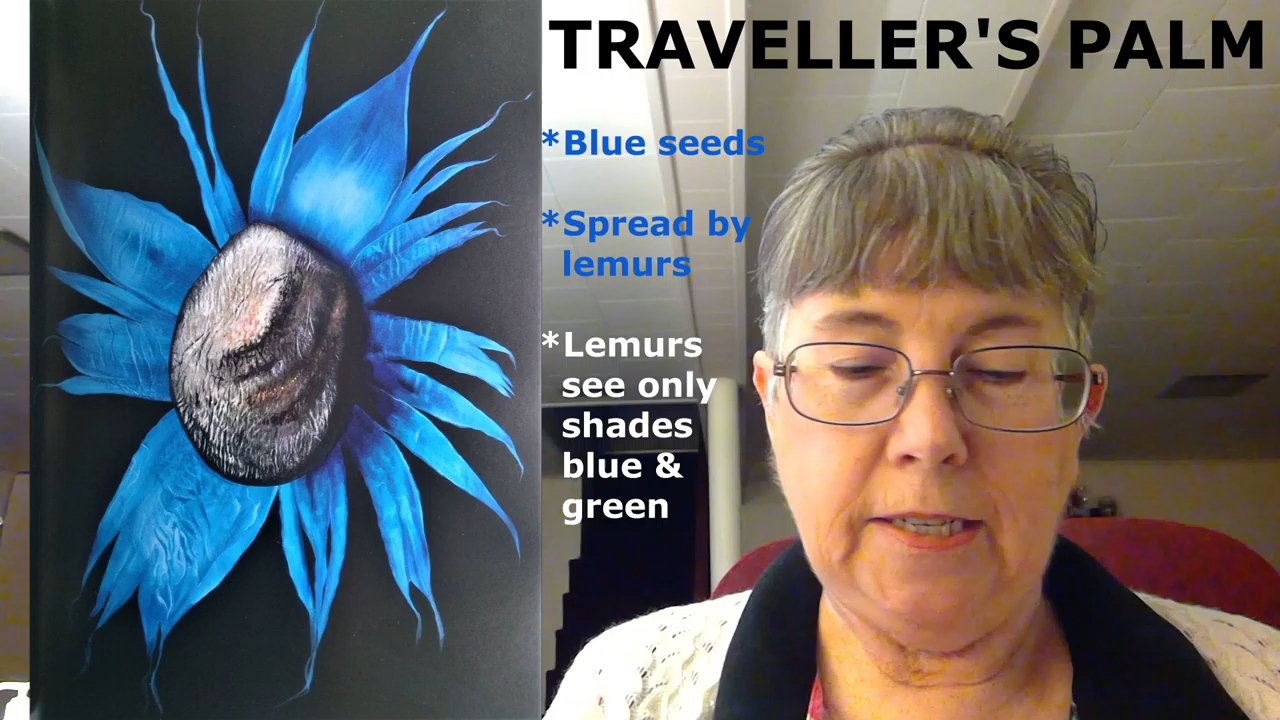 TRAVELLER'S PALM
*Blue seeds
*Spread by
lemurs
*Lemurs
see only
shades
blue &
green